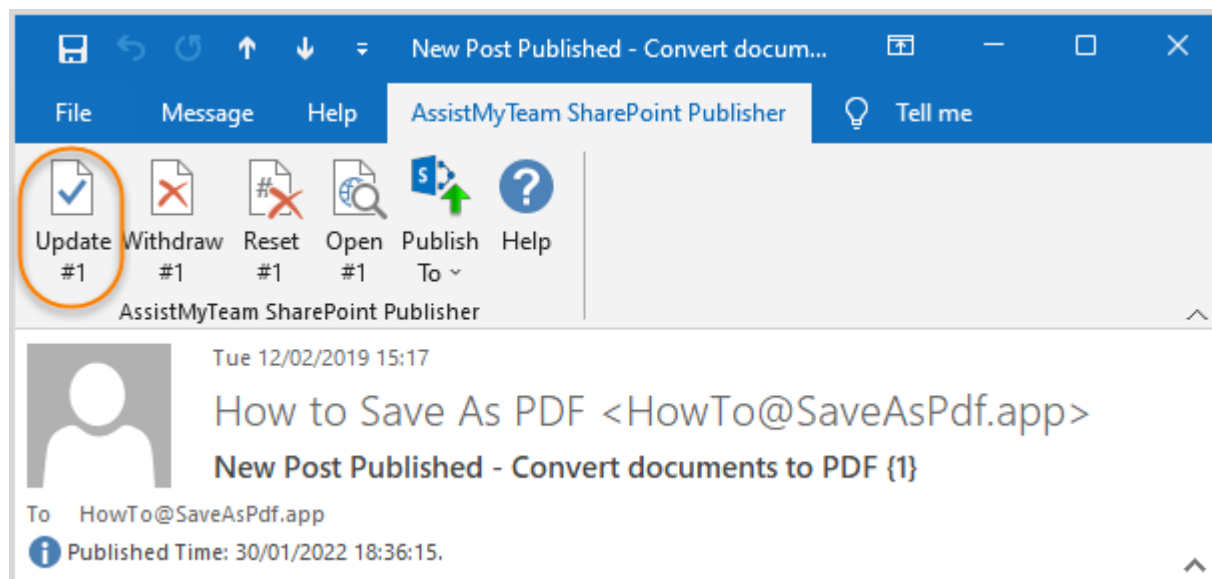 New Post Published - Convert docum...
File Message Help AssistMyTeam SharePoint Publisher Tell me
Update Withdraw Reset Open Publish Help
#1 #1 #1 #1 To
AssistMyTeam SharePoint Publisher
Tue 12/02/2019 15:17
How to Save As PDF <HowTo@SaveAsPdf.app>
New Post Published - Convert documents to PDF {1}
To HowTo@SaveAsPdf.app
Published Time: 30/01/2022 18:36:15.